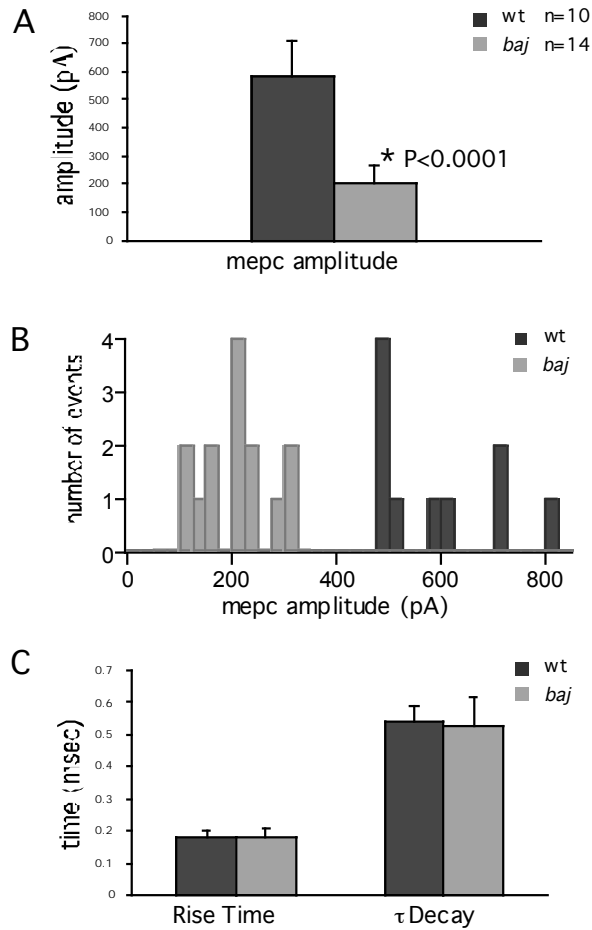 A
800
700
600
500
400
300
200
100
0
amplitude (pA)
wt n=10
baj n=14
* P<0.0001
mepc amplitude
B
4
3
2
1
0
number of events
wt
baj
0 200 400 600 800
mepc amplitude (pA)
C
0.7
0.6
0.5
0.4
0.3
0.2
0.1
0
time (msec)
wt
baj
Rise Time τ Decay